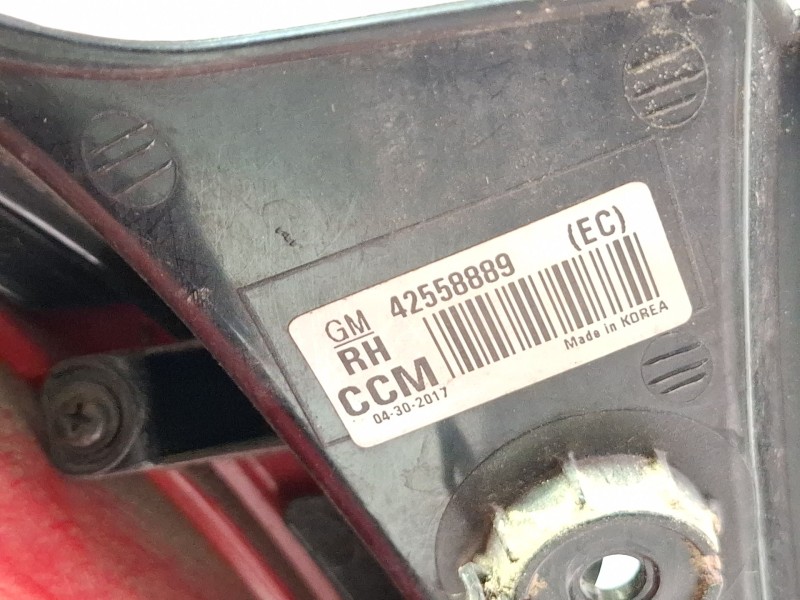 GM 42558889 (EC)
RH
CCM
04-30-2017
Made in KOREA